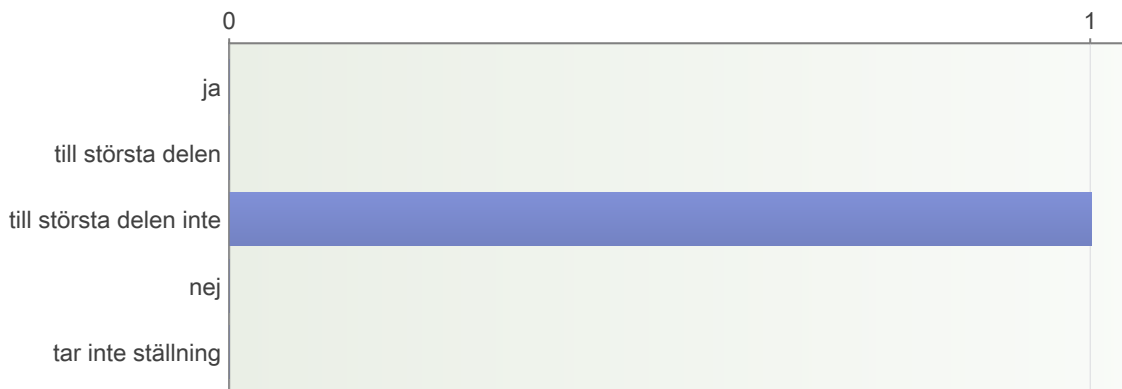 0 1
ja
till största delen
till största delen inte
nej
tar inte ställning